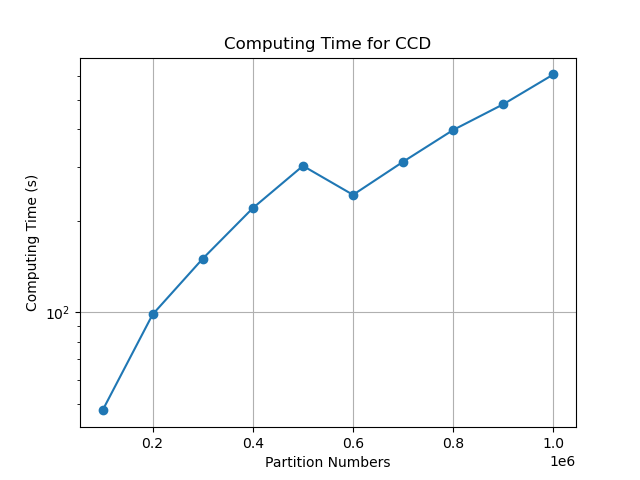 Computing Time for CCD
Computing Time (s)
10²
0.2 0.4 0.6 0.8 1.0
1e6
Partition Numbers